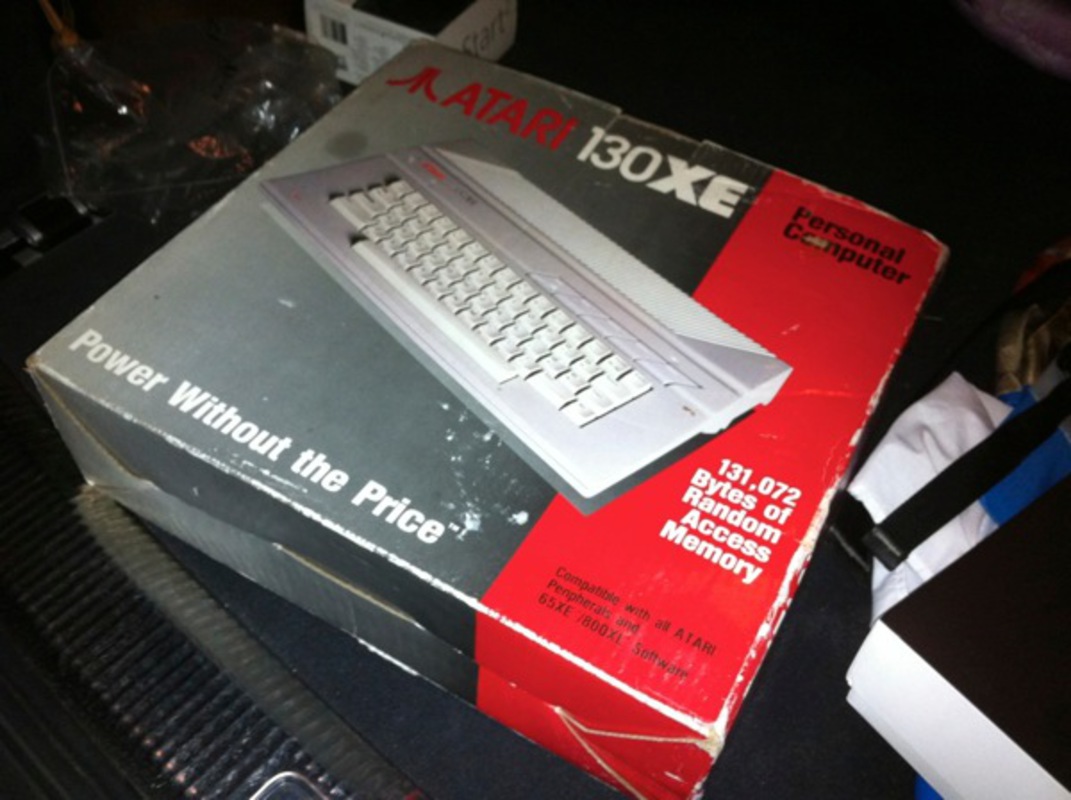 Start
ATARI 130XE
Personal
Computer
Power Without the Price™
131,072
Bytes of
Random
Access
Memory
Compatible with all ATARI
Peripherals and
65XE/800XL Software